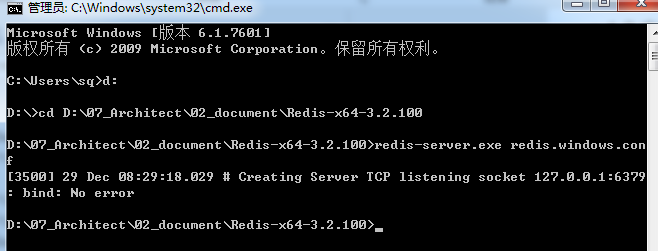 管理员: C:\Windows\system32\cmd.exe
Microsoft Windows [版本 6.1.7601]
版权所有 (c) 2009 Microsoft Corporation。保留所有权利。
C:\Users\sq>d:
D:\>cd D:\07_Architect\02_document\Redis-x64-3.2.100
D:\07_Architect\02_document\Redis-x64-3.2.100>redis-server.exe redis.windows.con
f
[3500] 29 Dec 08:29:18.029 # Creating Server TCP listening socket 127.0.0.1:6379
: bind: No error
D:\07_Architect\02_document\Redis-x64-3.2.100>